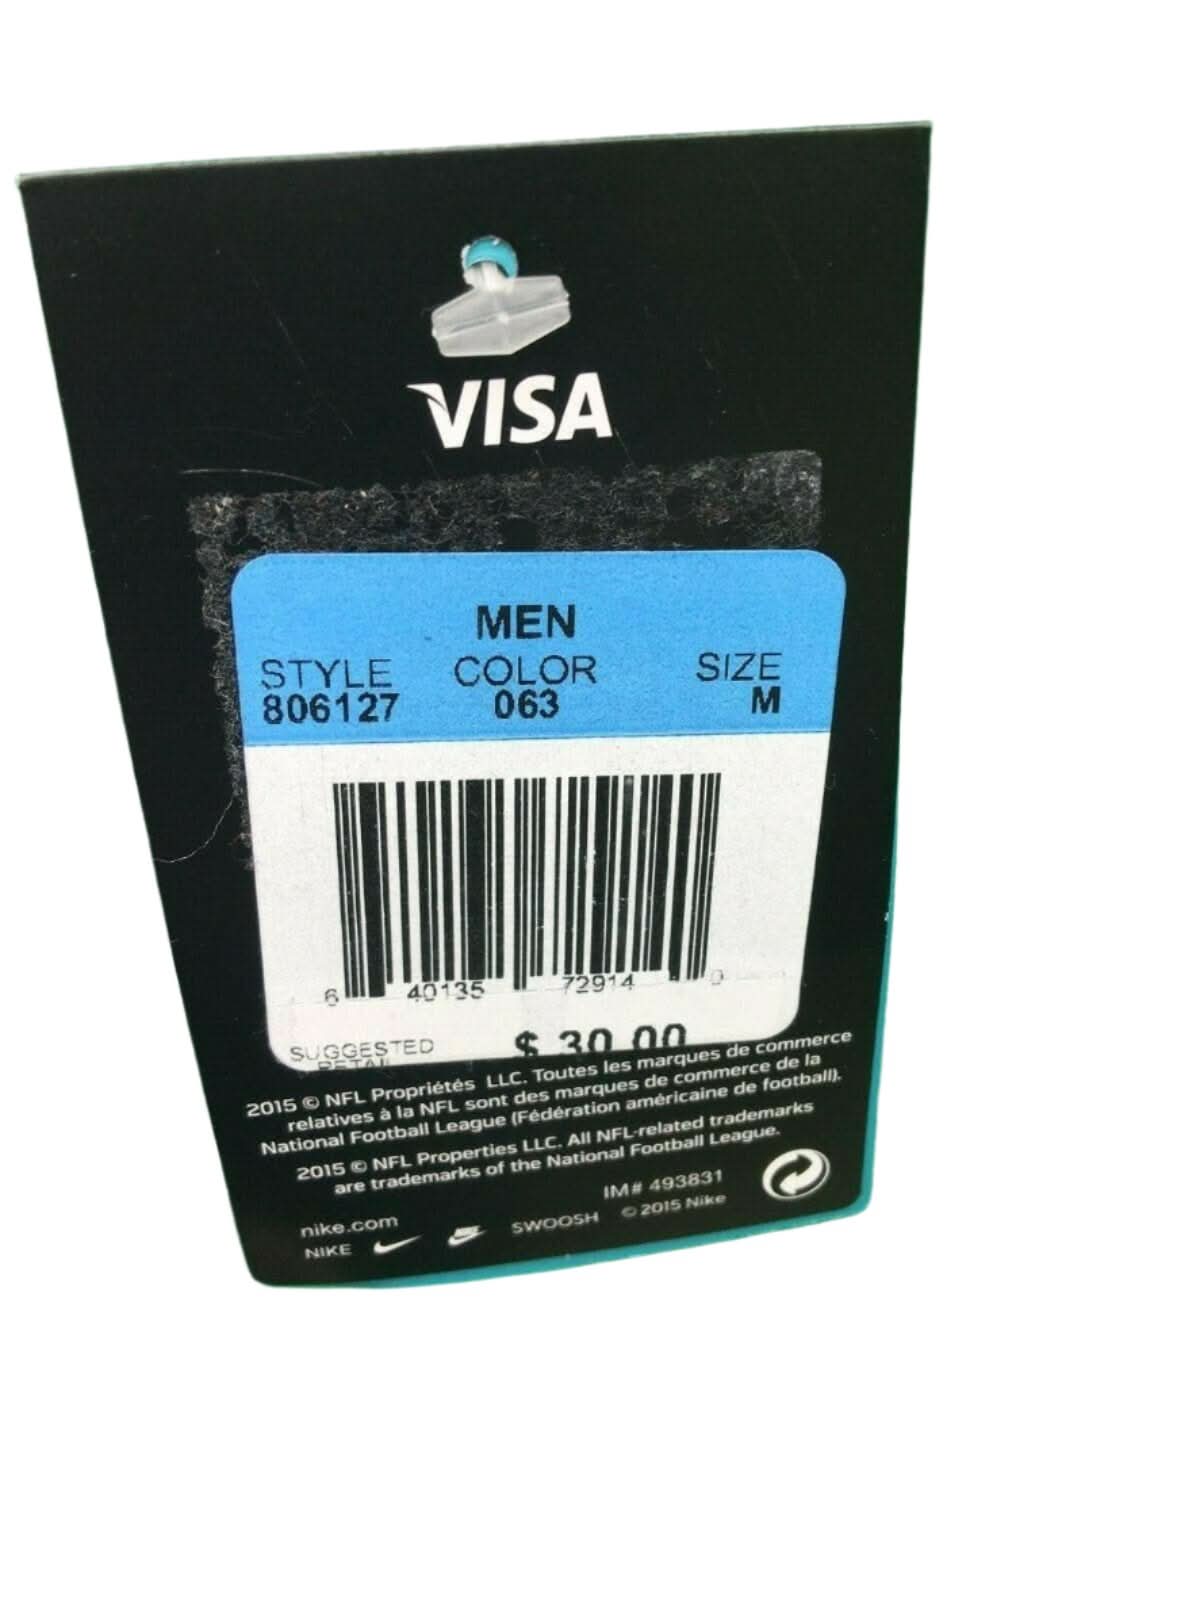 VISA
MEN
STYLE COLOR SIZE
806127 063 M
6 40135 72914 0
SUGGESTED $ 30.00
RETAIL
2015 © NFL Propriétés LLC. Toutes les marques de commerce
relatives à la NFL sont des marques de commerce de la
National Football League (Fédération américaine de football).
2015 © NFL Properties LLC. All NFL-related trademarks
are trademarks of the National Football League.
IM# 493831
nike.com
NIKE SWOOSH © 2015 Nike